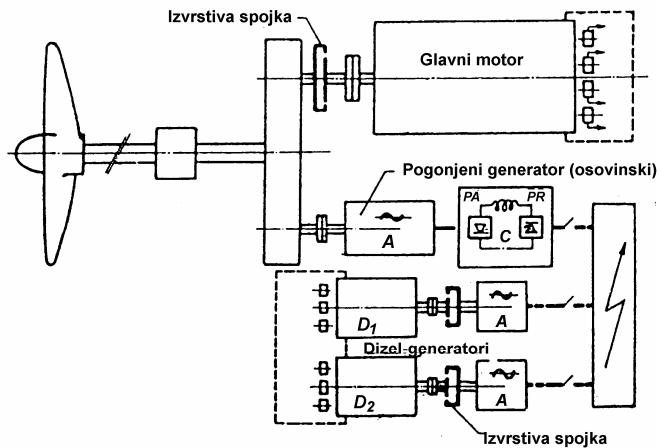 Izvrstiva spojka
Glavni motor
Pogonjeni generator (osovinski)
PA
PR
A
C
D1
A
Dizel-generatori
D2
A
Izvrstiva spojka